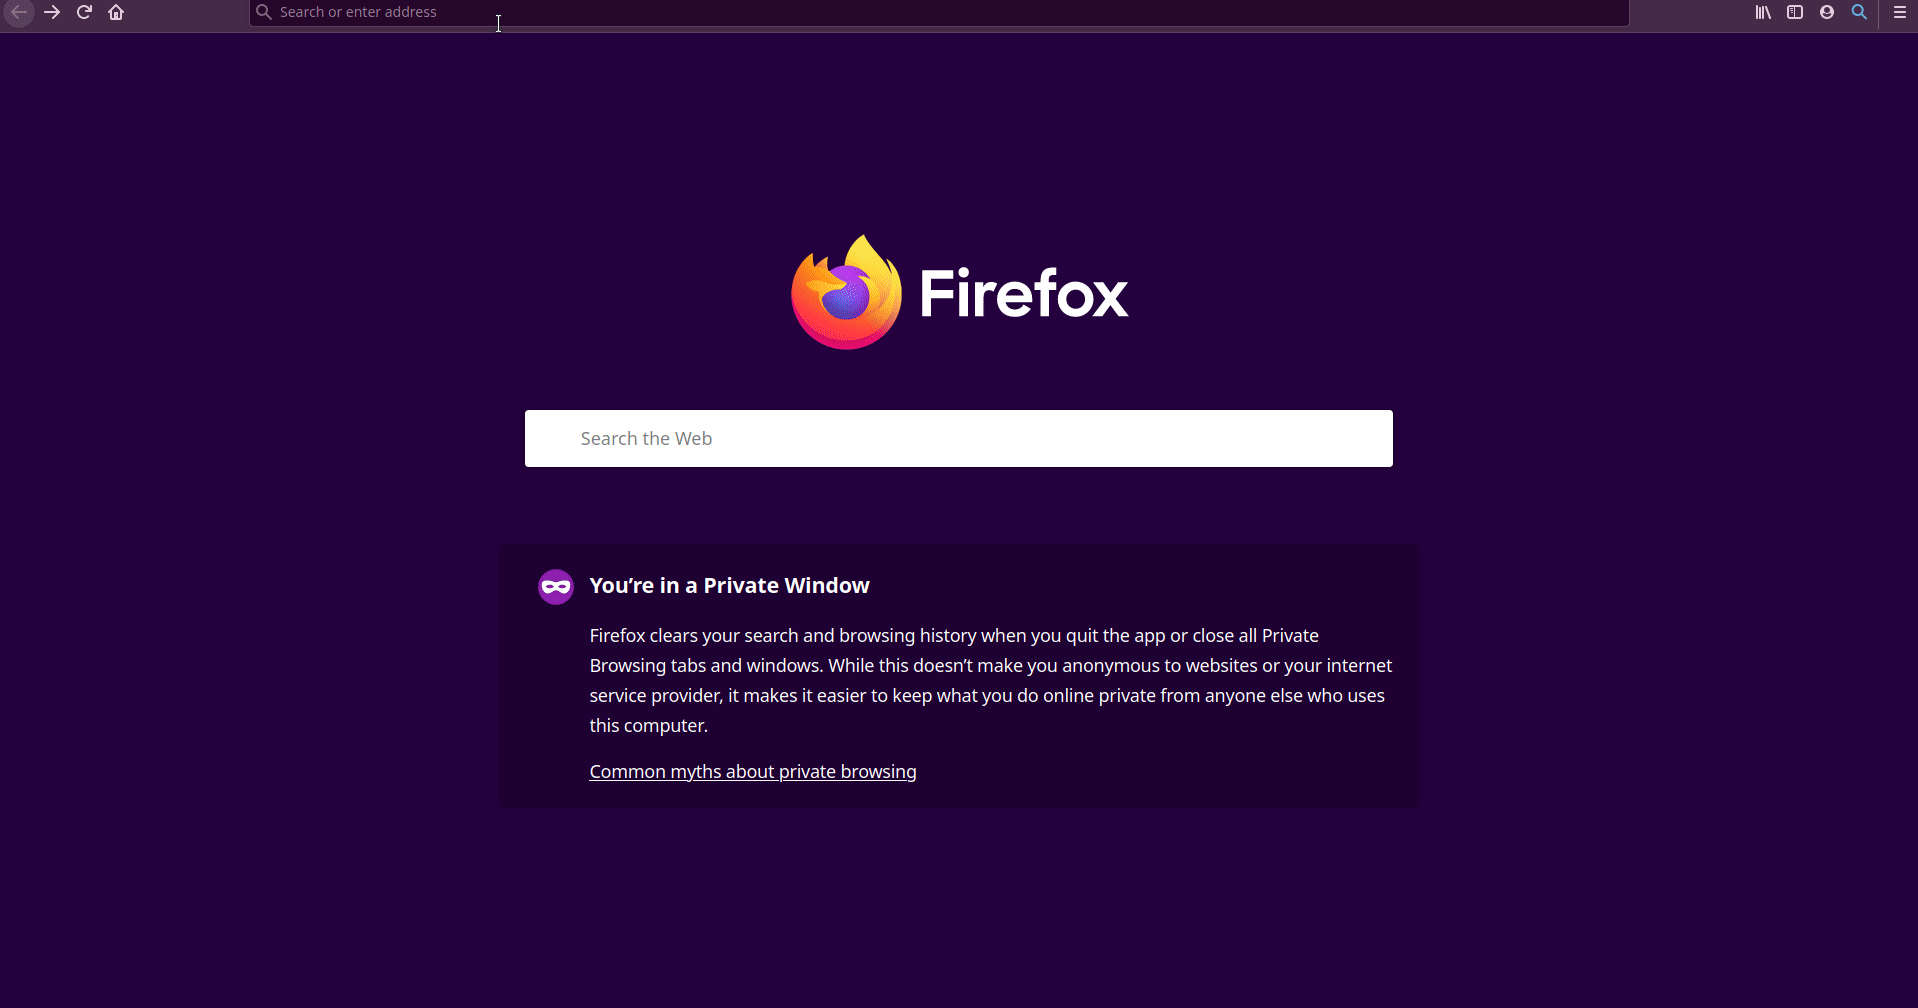 Search or enter address
Firefox
Search the Web
You’re in a Private Window
Firefox clears your search and browsing history when you quit the app or close all Private
Browsing tabs and windows. While this doesn’t make you anonymous to websites or your internet
service provider, it makes it easier to keep what you do online private from anyone else who uses
this computer.
Common myths about private browsing